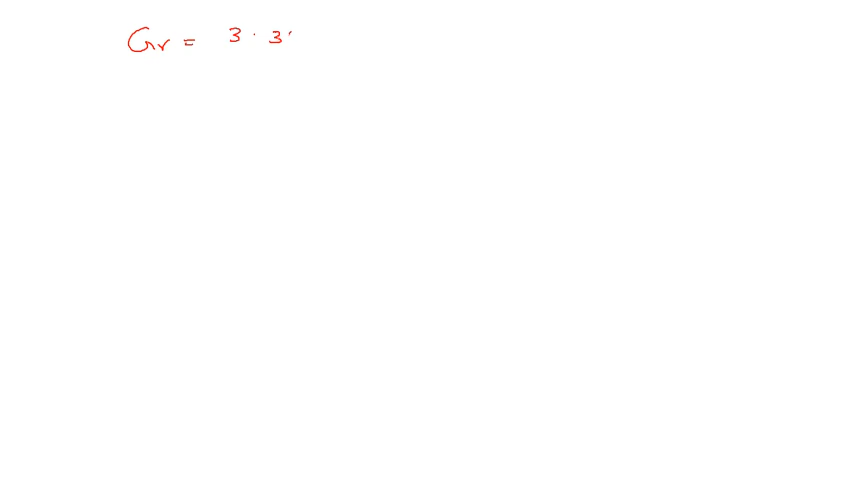 Gr = 3 . 3'